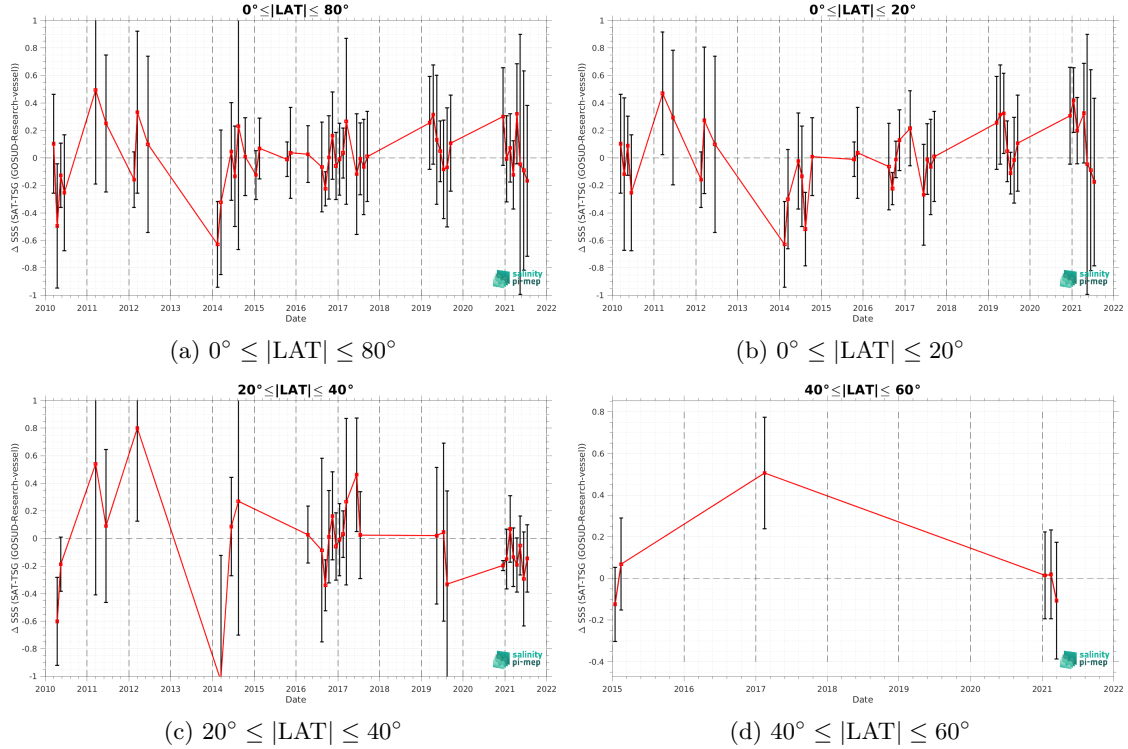 0°≤|LAT|≤ 80°
Δ SSS (SAT-TSG (GOSUD-Research-vessel))
1
0.8
0.6
0.4
0.2
0
-0.2
-0.4
-0.6
-0.8
-1
2010 2011 2012 2013 2014 2015 2016 2017 2018 2019 2020 2021 2022
Date
salinity
pi-mep
(a) 0° ≤ |LAT| ≤ 80°
0°≤|LAT|≤ 20°
Δ SSS (SAT-TSG (GOSUD-Research-vessel))
1
0.8
0.6
0.4
0.2
0
-0.2
-0.4
-0.6
-0.8
-1
2010 2011 2012 2013 2014 2015 2016 2017 2018 2019 2020 2021 2022
Date
salinity
pi-mep
(b) 0° ≤ |LAT| ≤ 20°
20°≤|LAT|≤ 40°
Δ SSS (SAT-TSG (GOSUD-Research-vessel))
1
0.8
0.6
0.4
0.2
0
-0.2
-0.4
-0.6
-0.8
-1
2010 2011 2012 2013 2014 2015 2016 2017 2018 2019 2020 2021 2022
Date
salinity
pi-mep
(c) 20° ≤ |LAT| ≤ 40°
40°≤|LAT|≤ 60°
Δ SSS (SAT-TSG (GOSUD-Research-vessel))
0.8
0.6
0.4
0.2
0
-0.2
-0.4
2015 2016 2017 2018 2019 2020 2021 2022
Date
salinity
pi-mep
(d) 40° ≤ |LAT| ≤ 60°